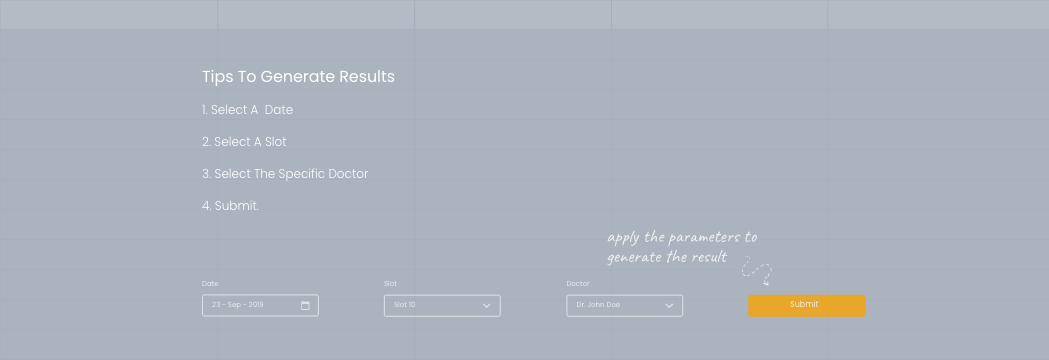 Tips To Generate Results
1. Select A Date
2. Select A Slot
3. Select The Specific Doctor
4. Submit.
apply the parameters to
generate the result
Date
Slot
Doctor
23 - Sep - 2019
Slot 10
Dr. John Doe
Submit